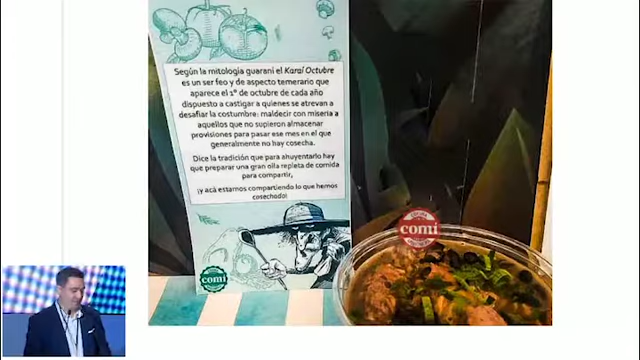 Según la mitología guaraní el Karaí Octubre
es un ser feo y de aspecto temerario que
aparece el 1° de octubre de cada año
dispuesto a castigar a quienes se atrevan a
desafiar la costumbre: maldecir con miseria a
aquellos que no supieron almacenar
provisiones para pasar ese mes en el que
generalmente no hay cosecha.
Dice la tradición que para ahuyentarlo hay
que preparar una gran olla repleta de comida
para compartir,
¡y acá estamos compartiendo lo que hemos
cosechado!
comí
comí